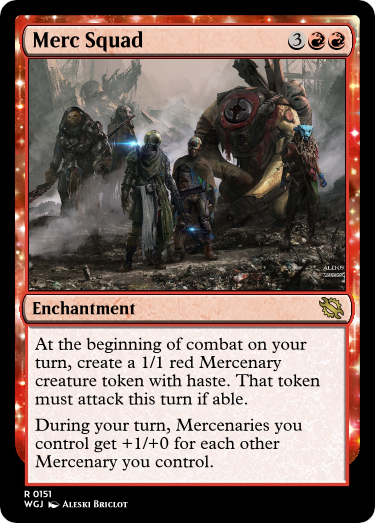 Merc Squad 3
Enchantment
At the beginning of combat on your
turn, create a 1/1 red Mercenary
creature token with haste. That token
must attack this turn if able.
During your turn, Mercenaries you
control get +1/+0 for each other
Mercenary you control.
R 0151
WGJ Aleski Briclot